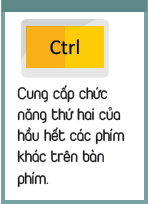 Ctrl
Cung cấp chức
năng thứ hai của
hầu hết các phím
khác trên bàn
phím.